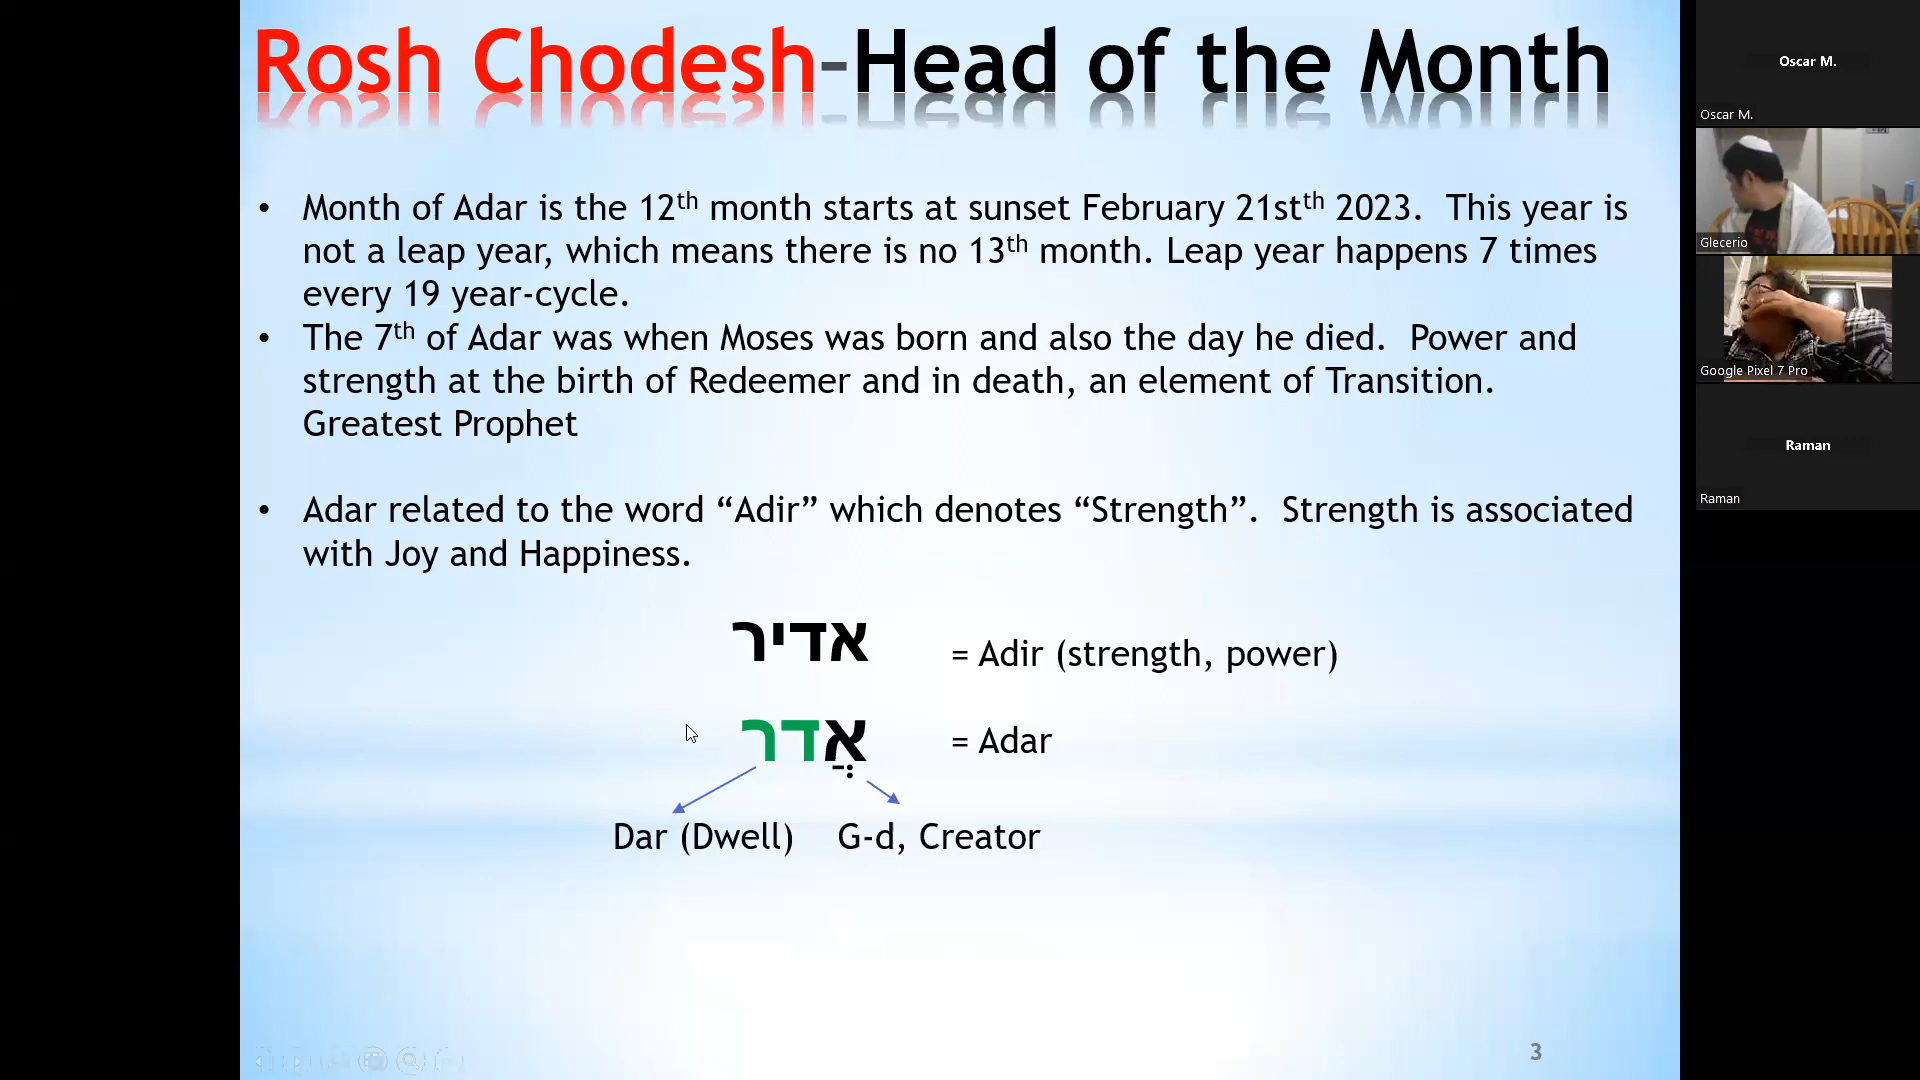 Rosh Chodesh-Head of the Month
• Month of Adar is the 12th month starts at sunset February 21stth 2023. This year is
not a leap year, which means there is no 13th month. Leap year happens 7 times
every 19 year-cycle.
• The 7th of Adar was when Moses was born and also the day he died. Power and
strength at the birth of Redeemer and in death, an element of Transition.
Greatest Prophet
• Adar related to the word “Adir” which denotes “Strength”. Strength is associated
with Joy and Happiness.
אדיר = Adir (strength, power)
אֲדר = Adar
Dar (Dwell) G-d, Creator
3
Oscar M.
Oscar M.
Glecerio
Google Pixel 7 Pro
Raman
Raman